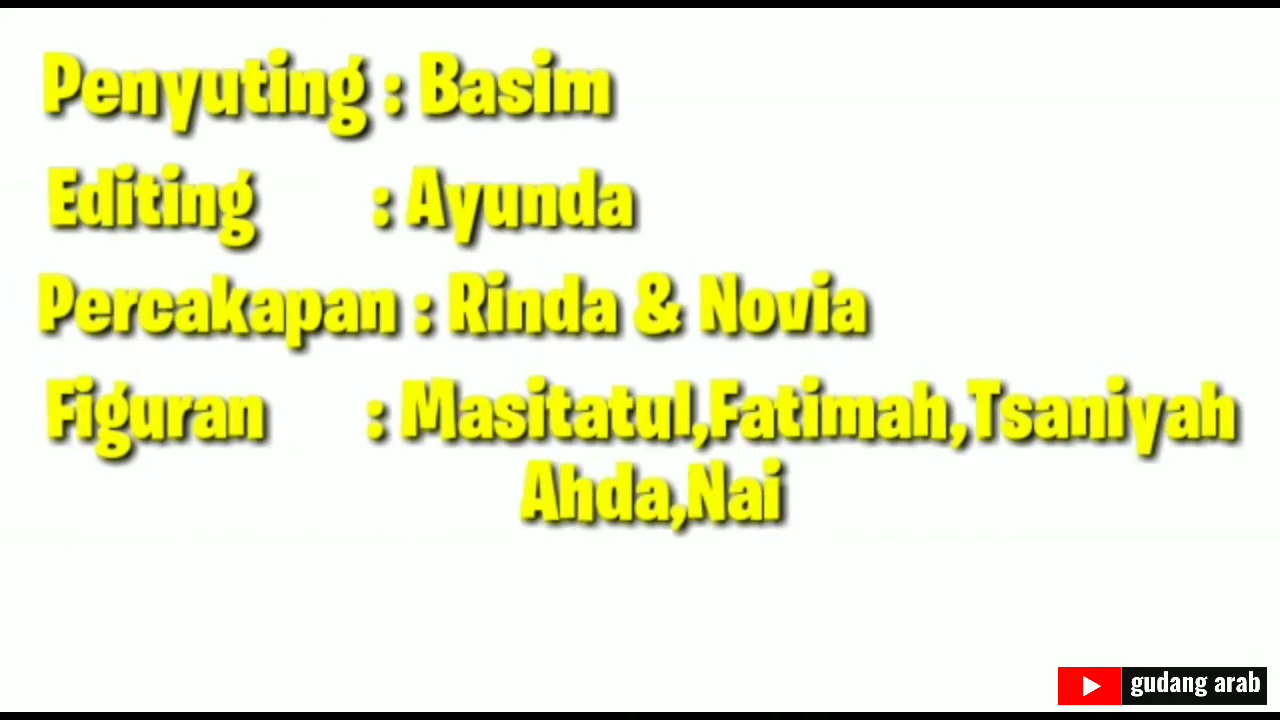 Penyuting : Basim
Editing : Ayunda
Percakapan : Rinda & Novia
Figuran : Masitatul,Fatimah,Tsaniyah
Ahda,Nai
gudang arab